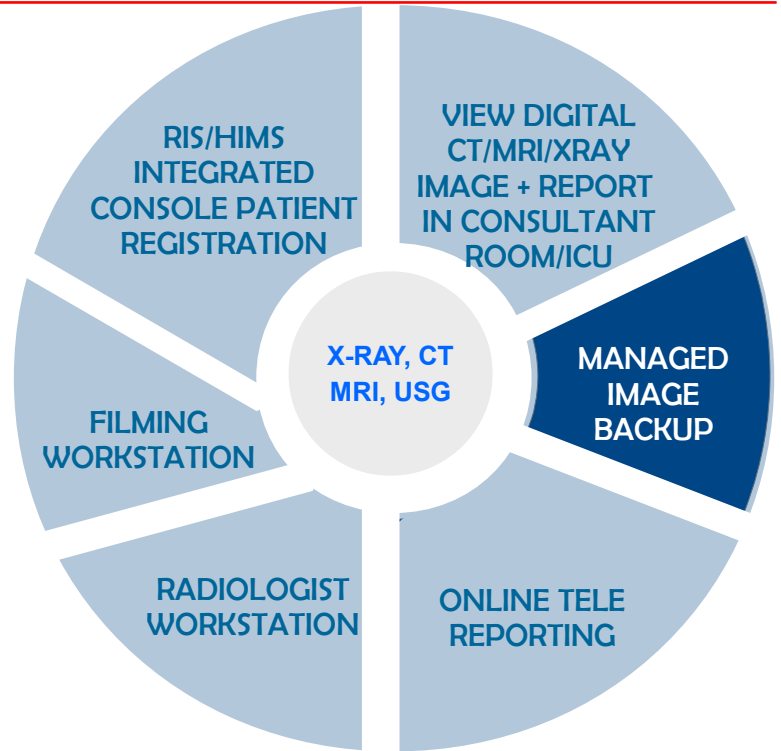 RIS/HIMS
INTEGRATED
CONSOLE PATIENT
REGISTRATION
VIEW DIGITAL
CT/MRI/XRAY
IMAGE + REPORT
IN CONSULTANT
ROOM/ICU
MANAGED
IMAGE
BACKUP
ONLINE TELE
REPORTING
RADIOLOGIST
WORKSTATION
FILMING
WORKSTATION
X-RAY, CT
MRI, USG